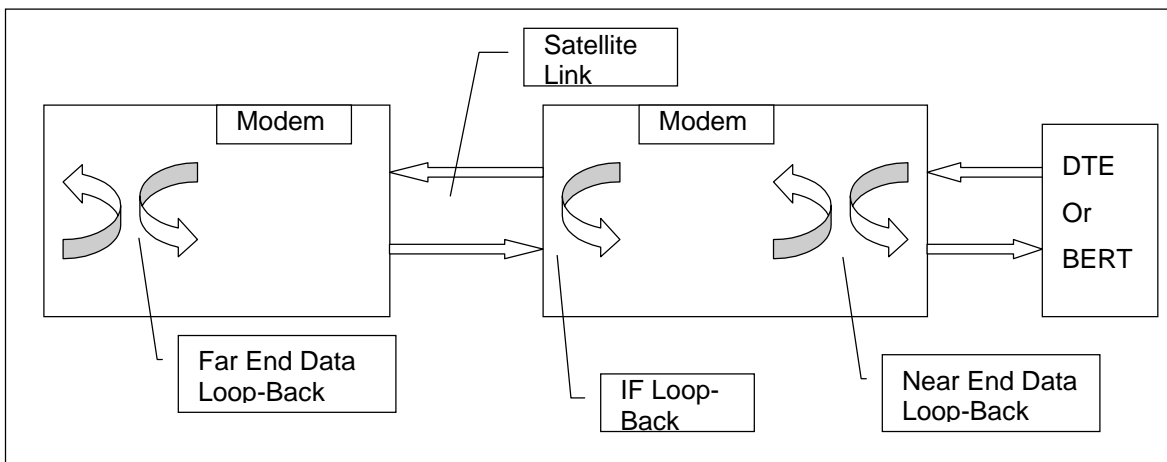 Satellite
Link
Modem
Modem
DTE
Or
BERT
Far End Data
Loop-Back
IF Loop-
Back
Near End Data
Loop-Back